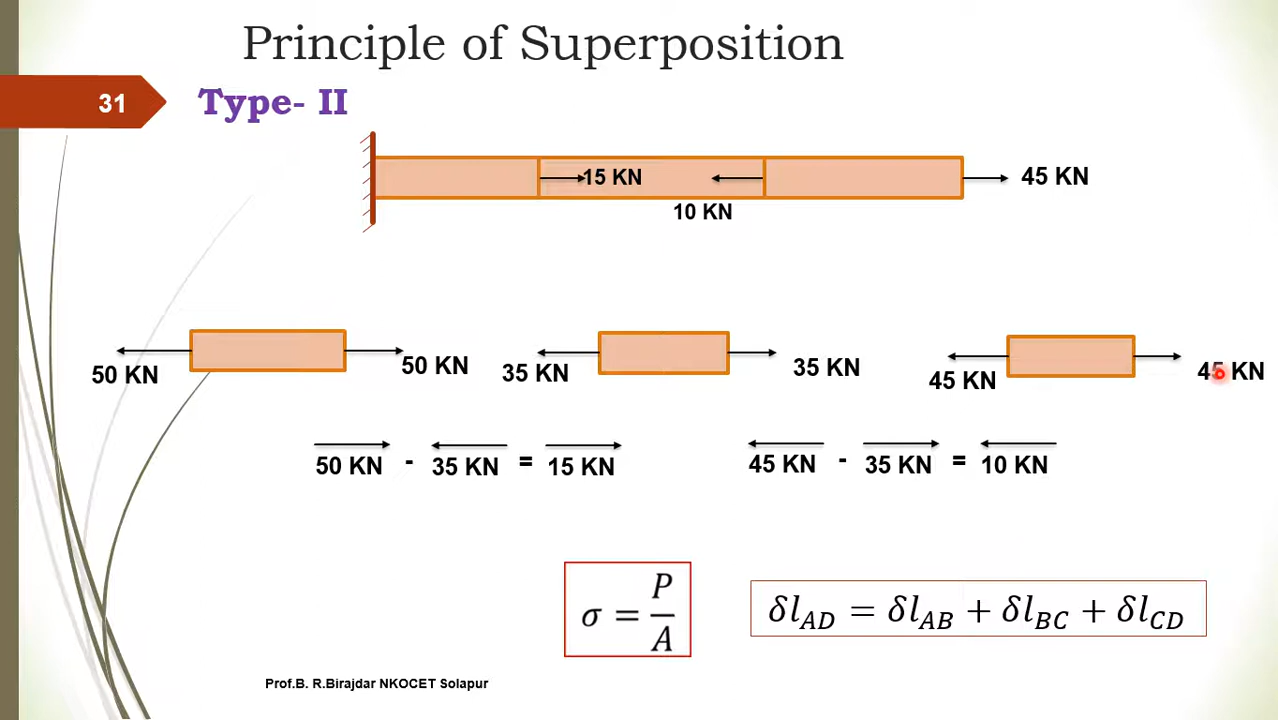 Principle of Superposition
31
Type- II
15 KN
45 KN
10 KN
50 KN
50 KN
35 KN
35 KN
45 KN
45 KN
50 KN - 35 KN = 15 KN
45 KN - 35 KN = 10 KN
σ = P/A
δl_AD = δl_AB + δl_BC + δl_CD
Prof.B. R.Birajdar NKOCET Solapur